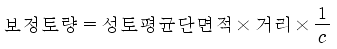 보정토량 = 성토평균단면적 × 거리 × 1/c